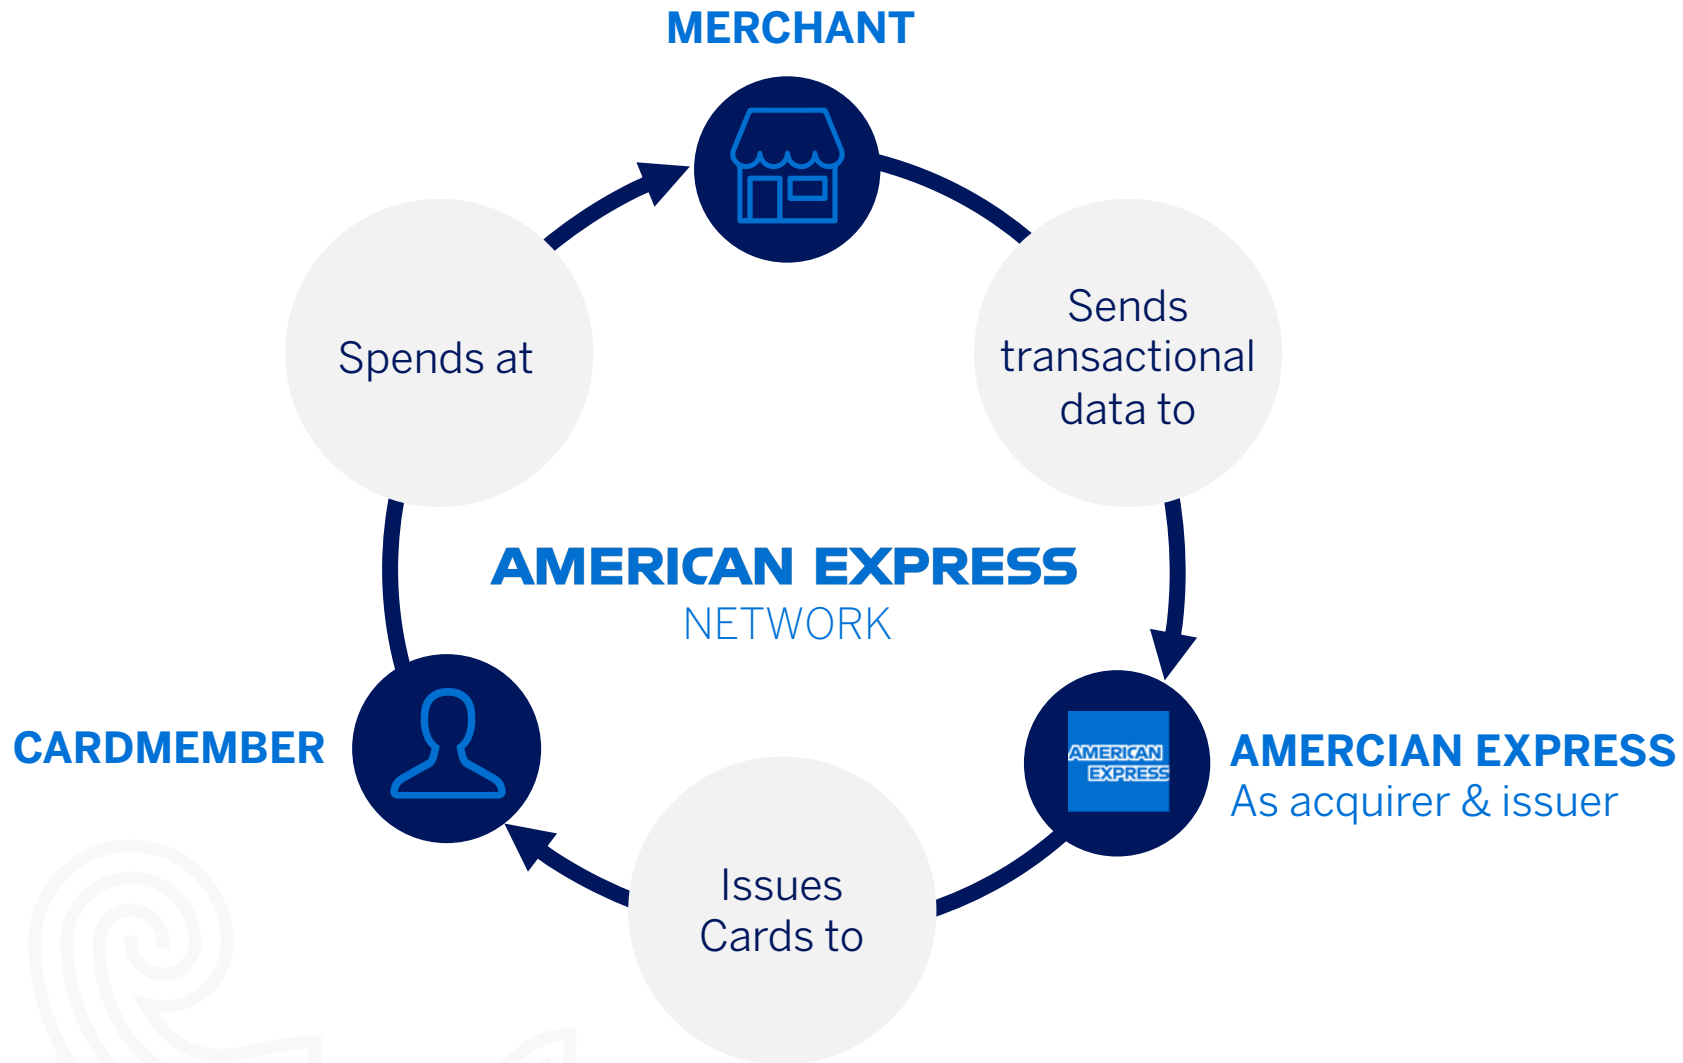 MERCHANT
Spends at
Sends
transactional
data to
AMERICAN EXPRESS
NETWORK
CARDMEMBER
AMERICAN
EXPRESS
AMERCIAN EXPRESS
As acquirer & issuer
Issues
Cards to